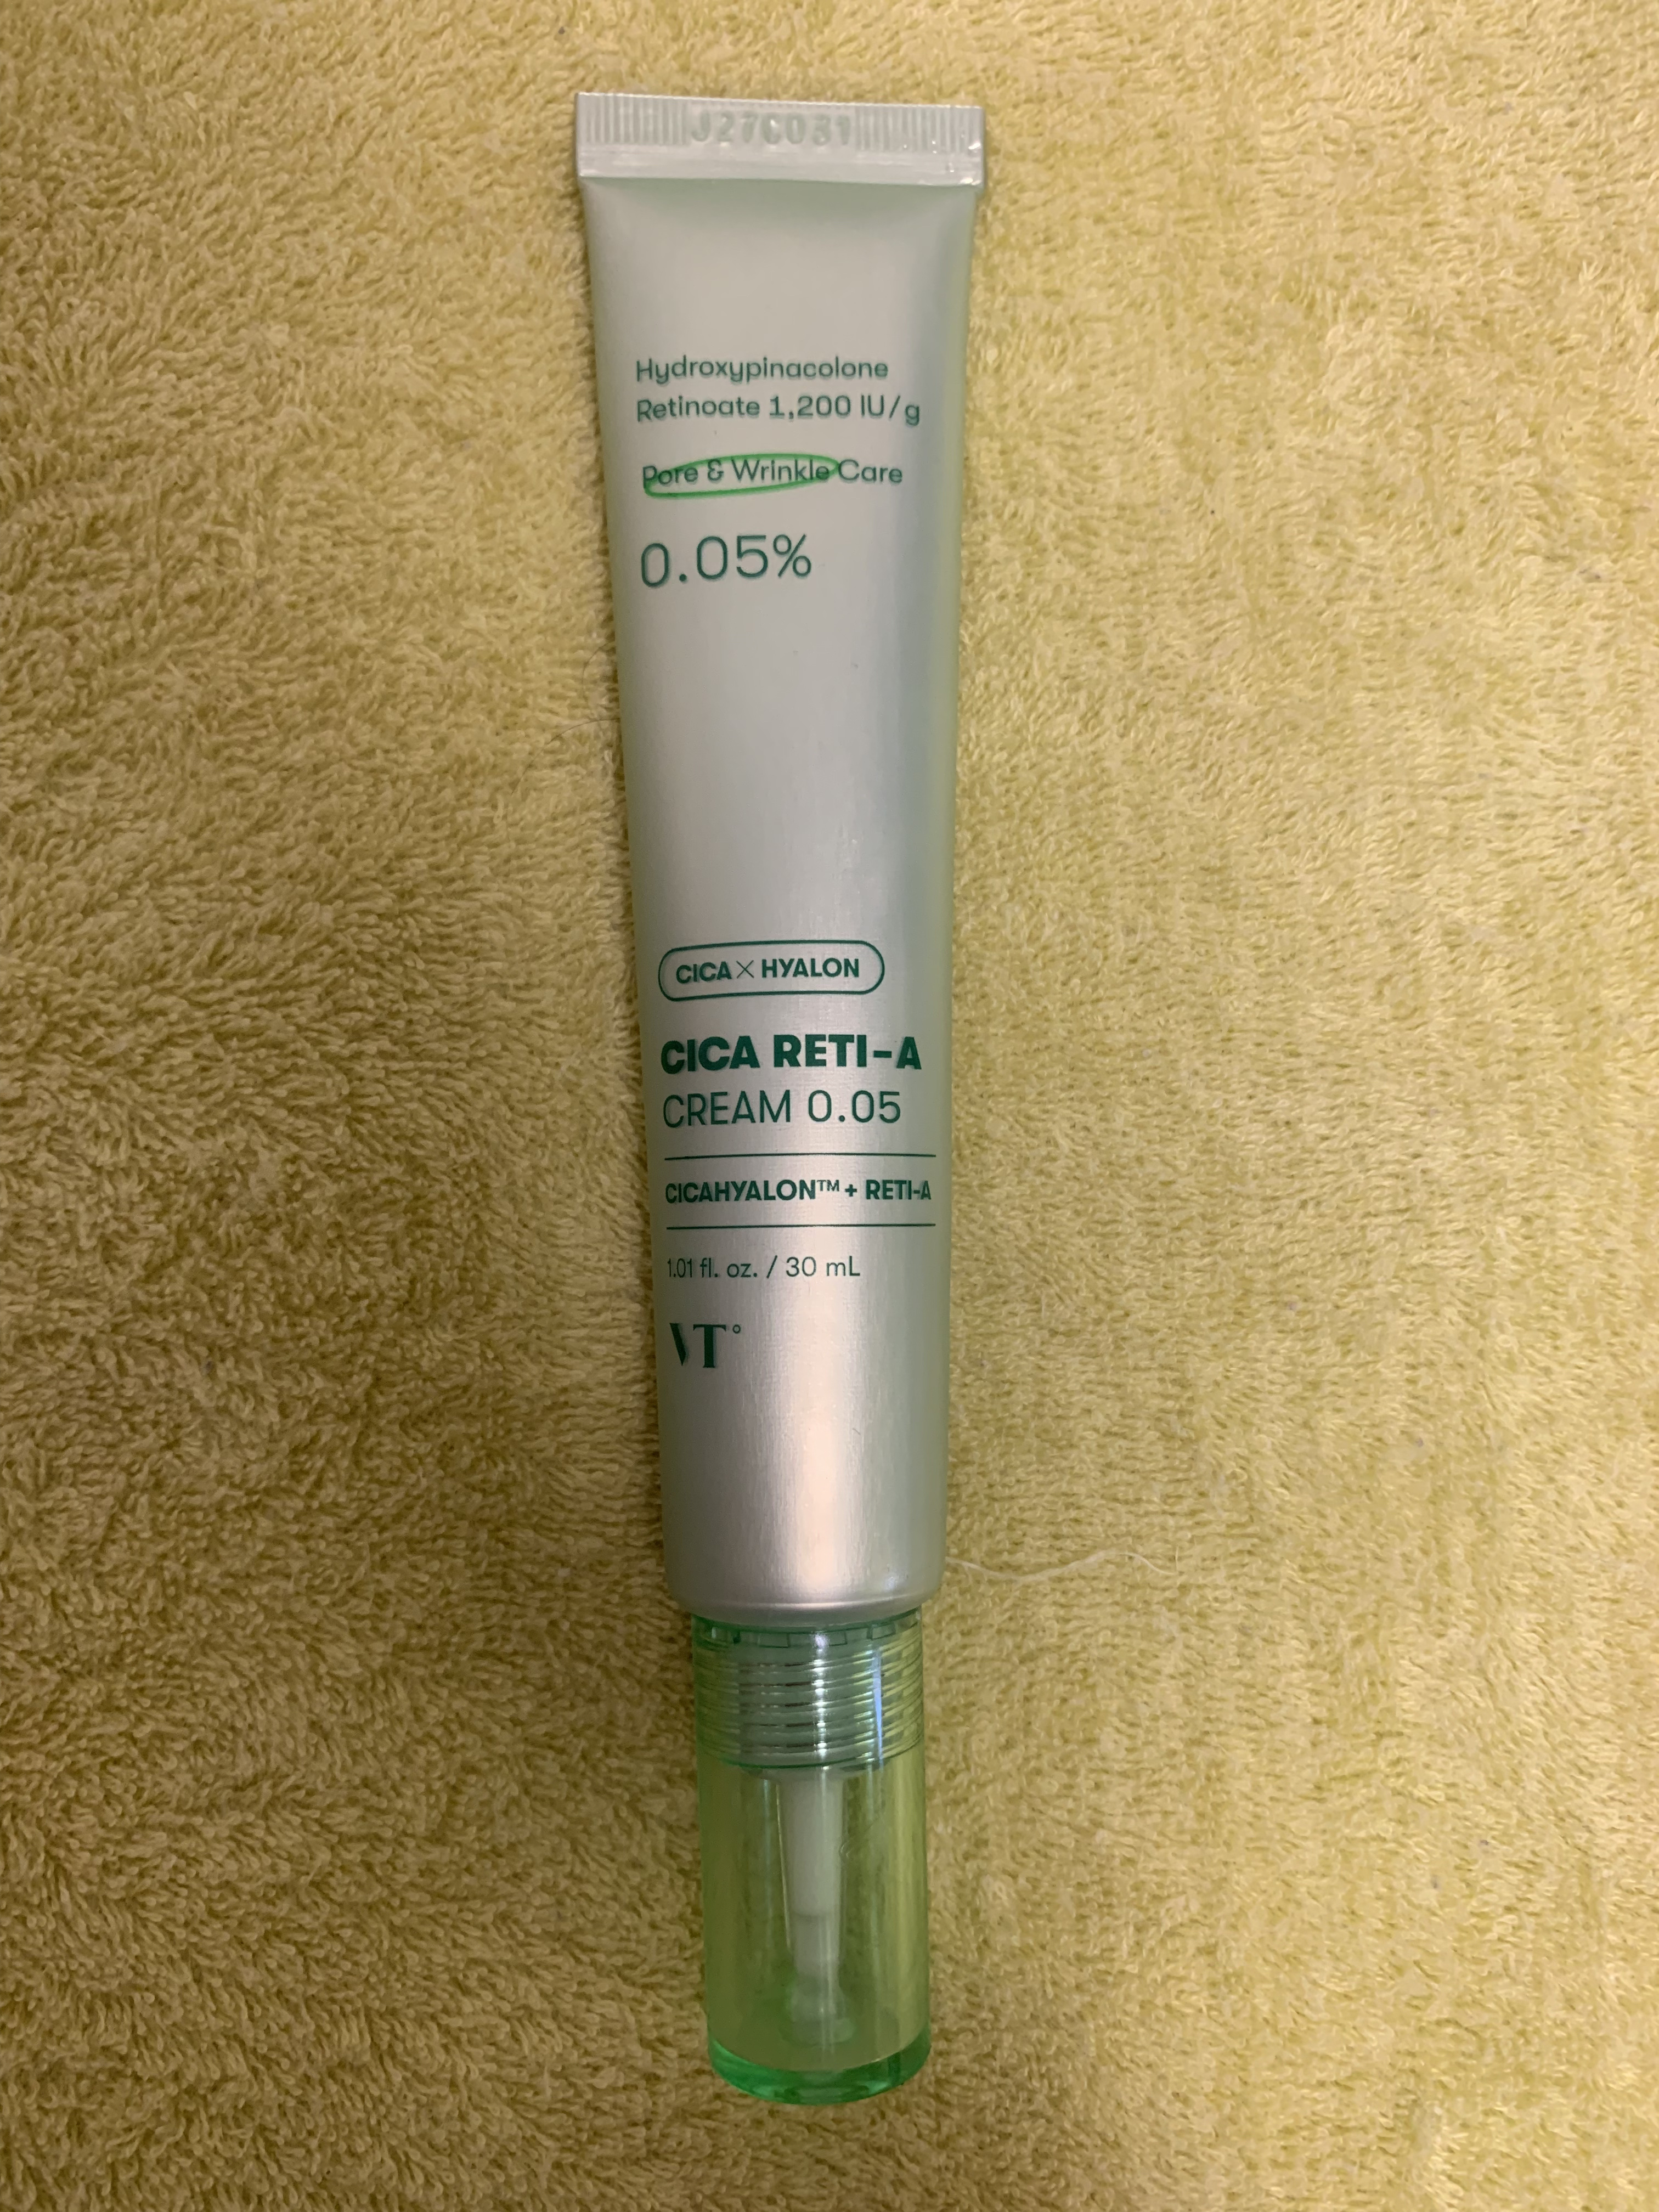 J27C031
Hydroxypinacolone
Retinoate 1,200 IU/g
Pore & Wrinkle Care
0.05%
CICA×HYALON
CICA RETI-A
CREAM 0.05
CICAHYALON™ + RETI-A
1.01 fl. oz. / 30 mL
VT°